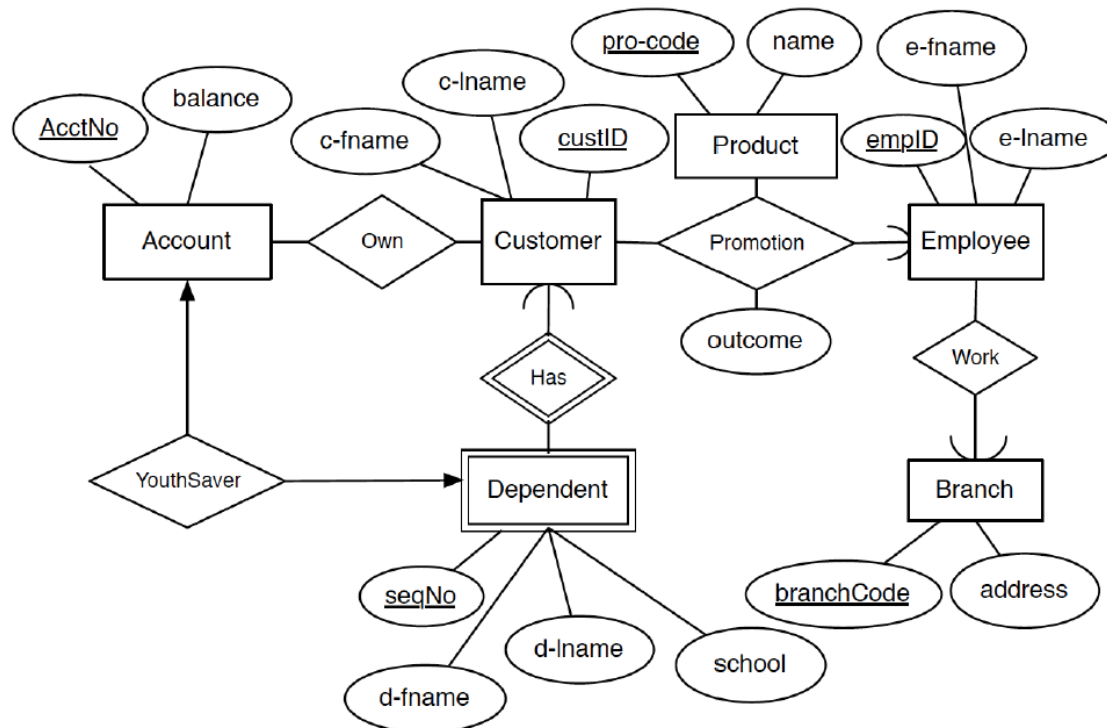 pro-code
name
e-fname
c-lname
balance
AcctNo
c-fname
custID
Product
empID
e-lname
Account
Own
Customer
Promotion
Employee
outcome
Work
Has
YouthSaver
Dependent
Branch
seqNo
branchCode
address
d-lname
school
d-fname